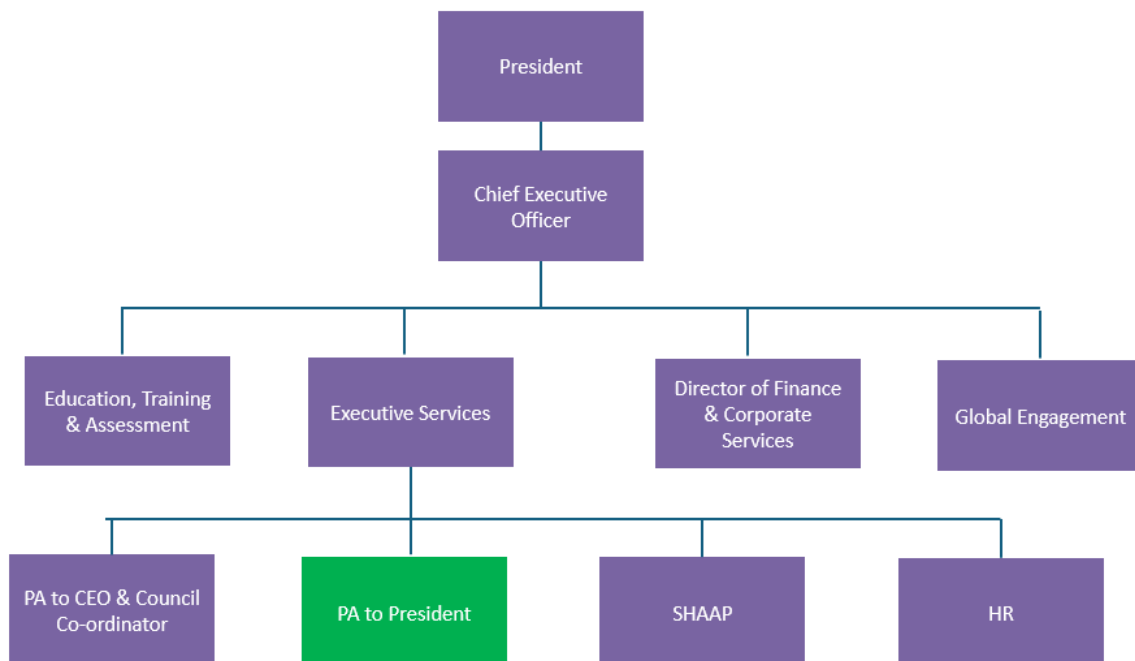 President
Chief Executive
Officer
Education, Training
& Assessment
Executive Services
Director of Finance
& Corporate
Services
Global Engagement
PA to CEO & Council
Co-ordinator
PA to President
SHAAP
HR